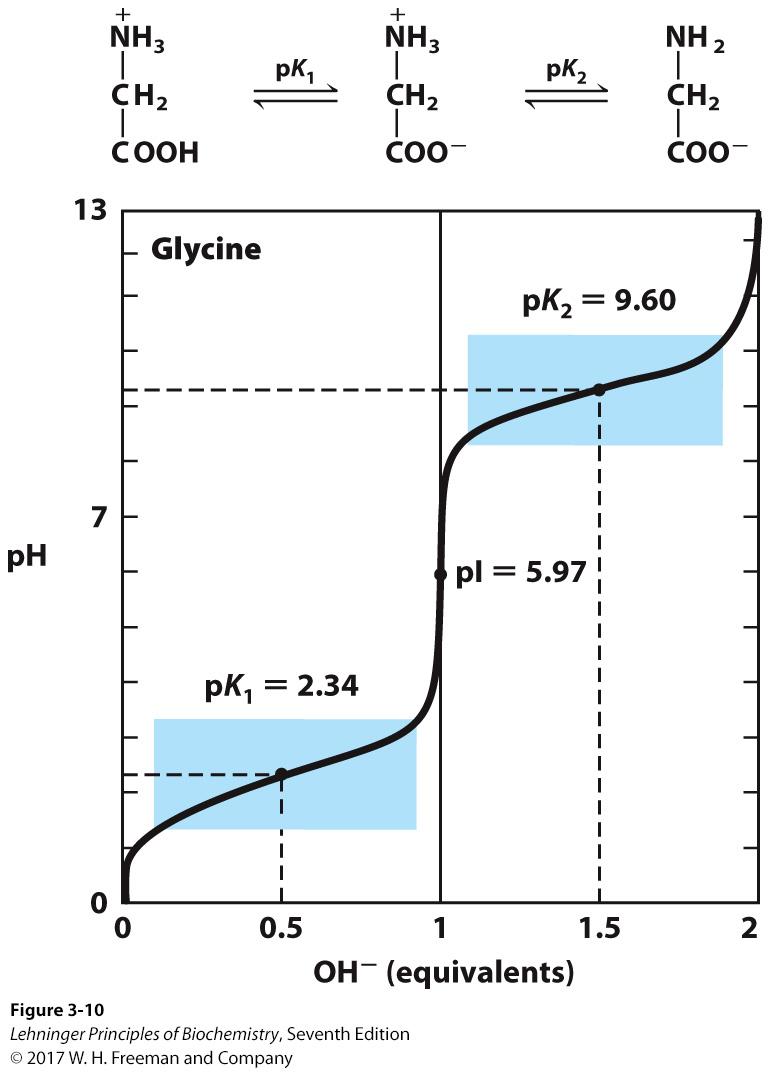 + +
NH3 NH3 NH2
pK1 pK2
CH2 CH2 CH2
COOH COO− COO−
13
Glycine
pK2 = 9.60
7
pH
pI = 5.97
pK1 = 2.34
0
0 0.5 1 1.5 2
OH− (equivalents)
Figure 3-10
Lehninger Principles of Biochemistry, Seventh Edition
© 2017 W. H. Freeman and Company